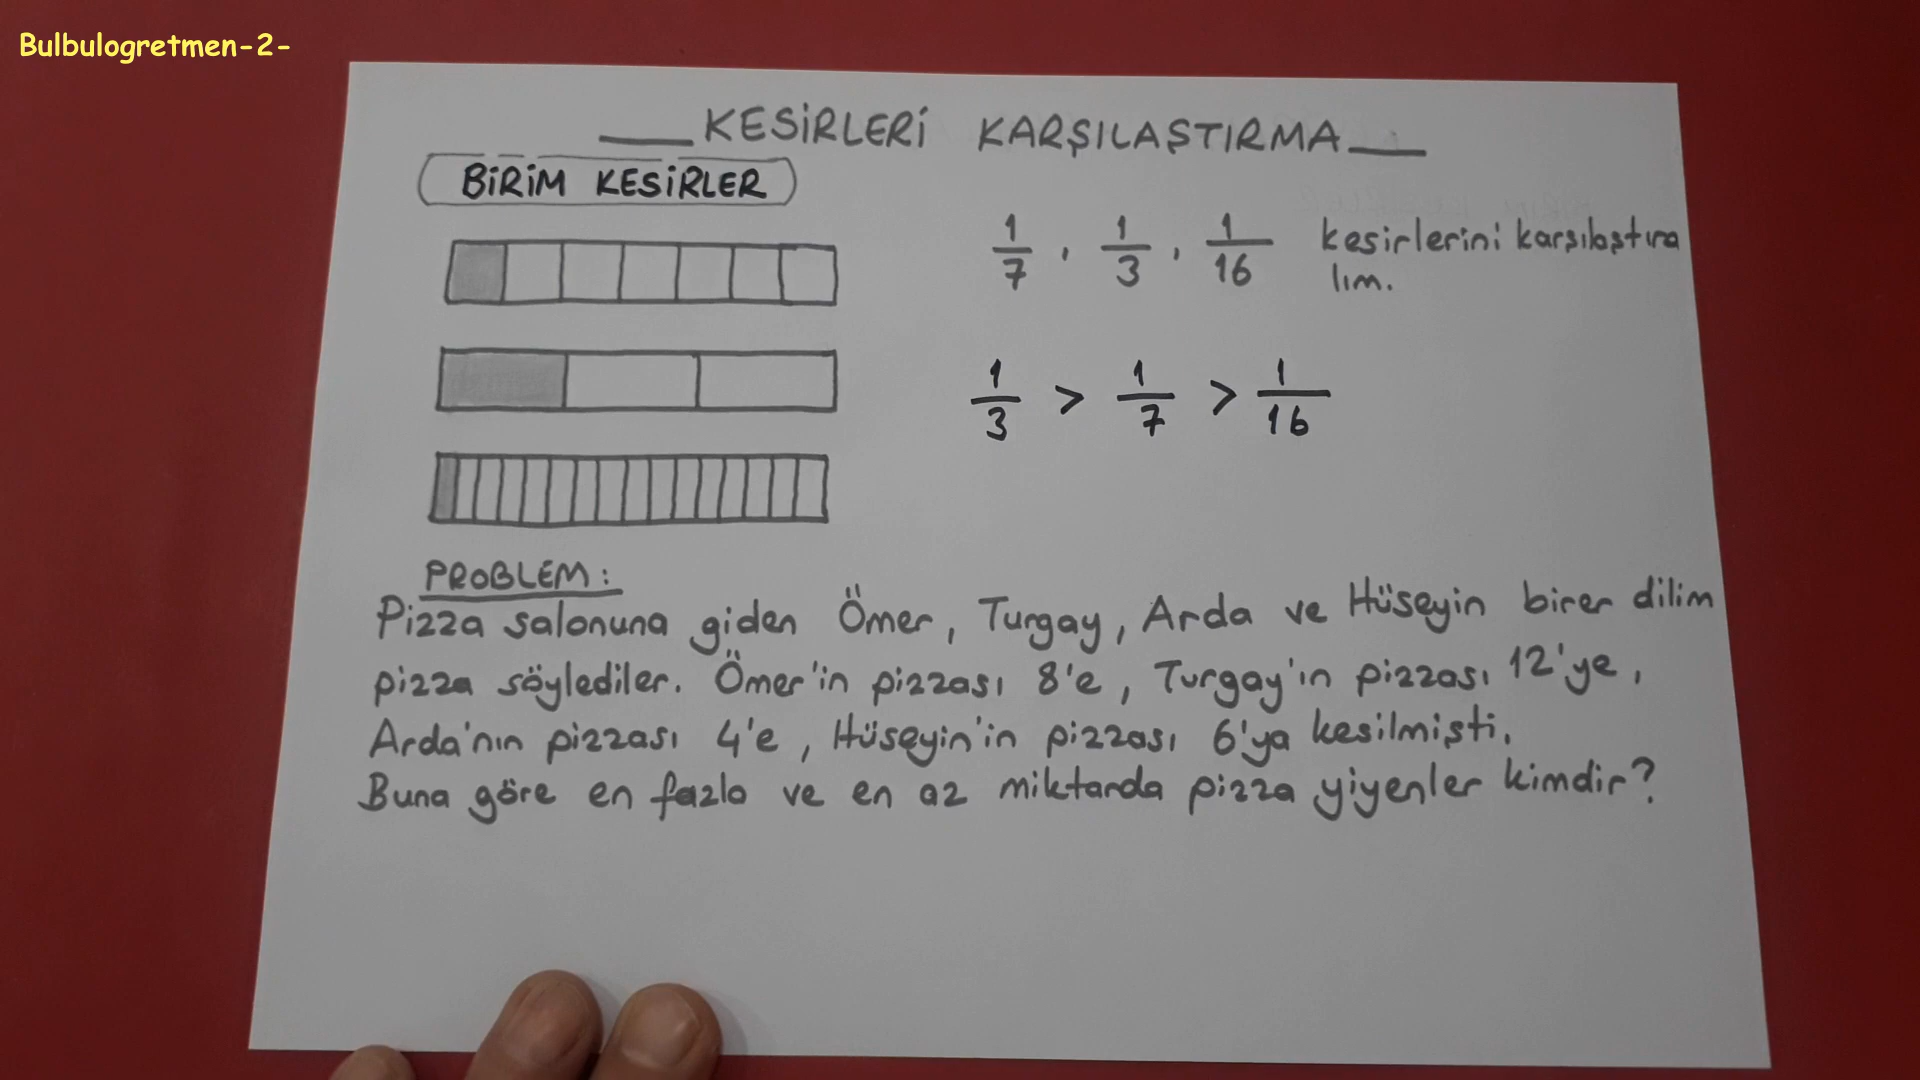 Bulbulogretmen-2-
KESİRLERİ KARŞILAŞTIRMA
BİRİM KESİRLER
1/7, 1/3, 1/16 kesirlerini karşılaştıra
lım.
1/3 > 1/7 > 1/16
PROBLEM:
Pizza salonuna giden Ömer, Turgay, Arda ve Hüseyin birer dilim
pizza söylediler. Ömer'in pizzası 8'e, Turgay'ın pizzası 12'ye,
Arda'nın pizzası 4'e, Hüseyin'in pizzası 6'ya kesilmişti.
Buna göre en fazla ve en az miktarda pizza yiyenler kimdir?